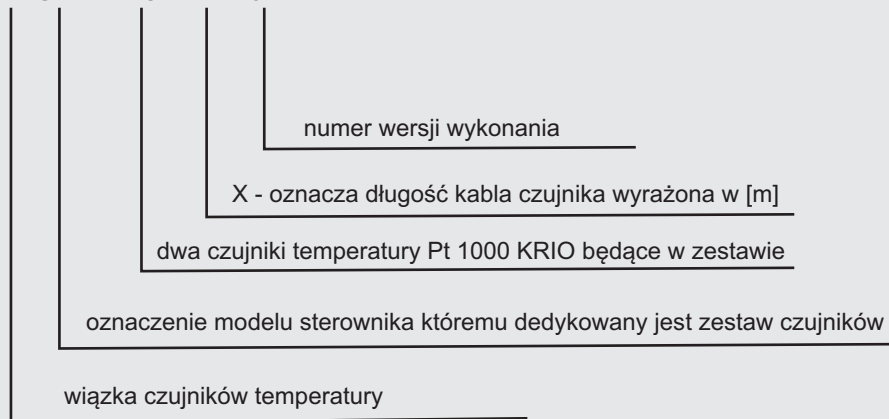 numer wersji wykonania
X - oznacza długość kabla czujnika wyrażona w [m]
dwa czujniki temperatury Pt 1000 KRIO będące w zestawie
oznaczenie modelu sterownika któremu dedykowany jest zestaw czujników
wiązka czujników temperatury